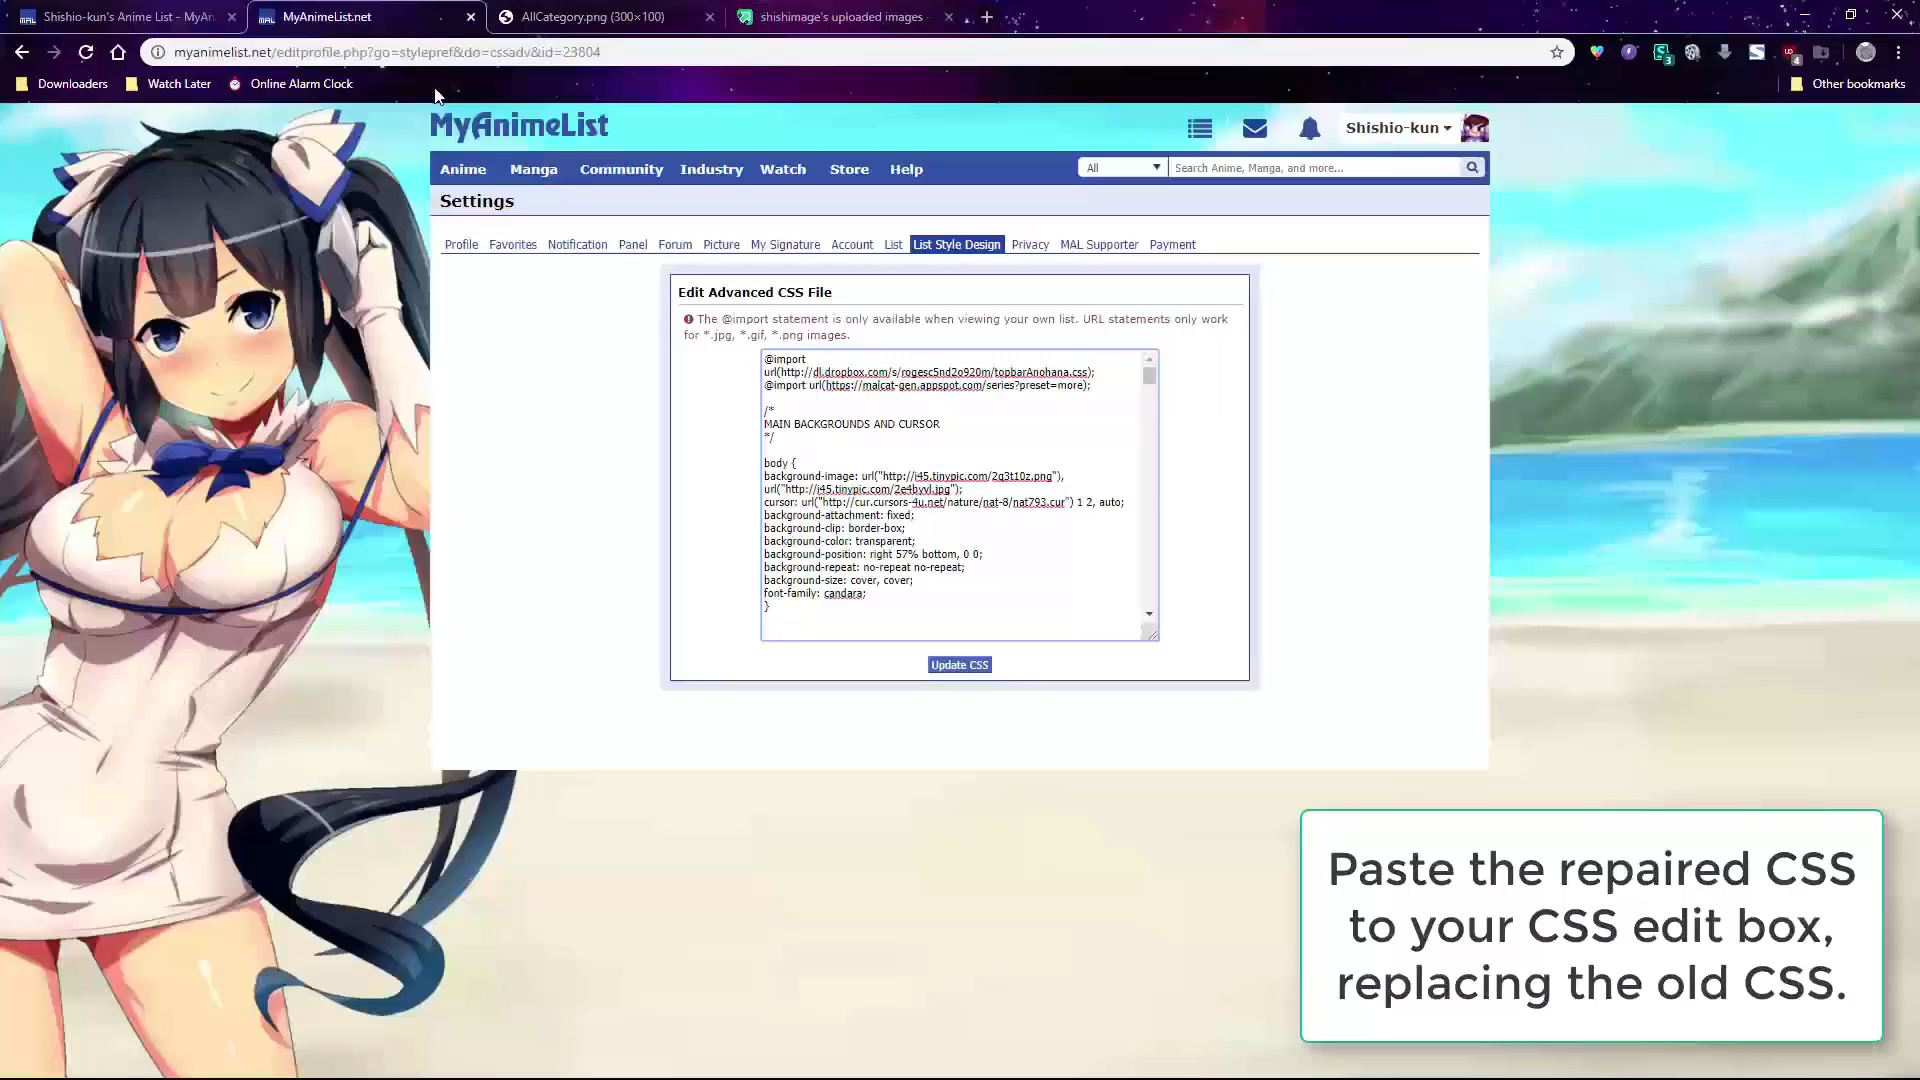 Shishio-kun's Anime List - MyAn
MyAnimeList.net
AllCategory.png (300×100)
shishimage's uploaded images -
myanimelist.net/editprofile.php?go=stylepref&do=cssadv&id=23804
Downloaders
Watch Later
Online Alarm Clock
Other bookmarks
MyAnimeList
Shishio-kun
Anime Manga Community Industry Watch Store Help
All
Search Anime, Manga, and more...
Settings
Profile Favorites Notification Panel Forum Picture My Signature Account List List Style Design Privacy MAL Supporter Payment
Edit Advanced CSS File
The @import statement is only available when viewing your own list. URL statements only work
for *.jpg, *.gif, *.png images.
@import
url(http://dl.dropbox.com/s/rogesc5nd2o920m/topbarAnohana.css);
@import url(https://malcat-gen.appspot.com/series?preset=more);
/*
MAIN BACKGROUNDS AND CURSOR
*/
body {
background-image: url("http://i45.tinypic.com/2q3t10z.png"),
url("http://i45.tinypic.com/2e4byvl.jpg");
cursor: url("http://cur.cursors-4u.net/nature/nat-8/nat793.cur") 1 2, auto;
background-attachment: fixed;
background-clip: border-box;
background-color: transparent;
background-position: right 57% bottom, 0 0;
background-repeat: no-repeat no-repeat;
background-size: cover, cover;
font-family: candara;
}
Update CSS
Paste the repaired CSS
to your CSS edit box,
replacing the old CSS.